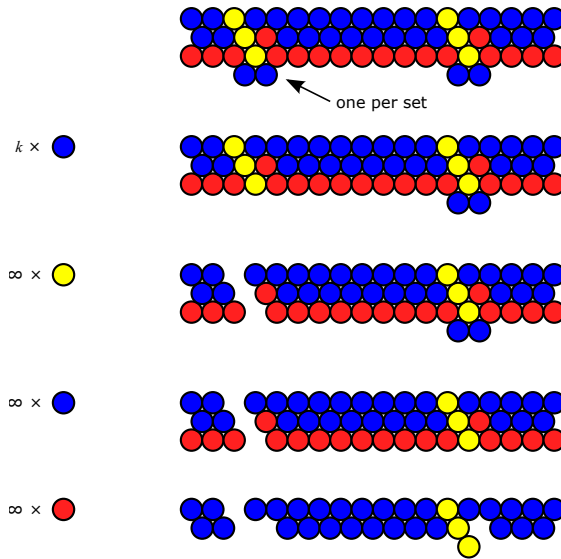 one per set
k ×
∞ ×
∞ ×
∞ ×